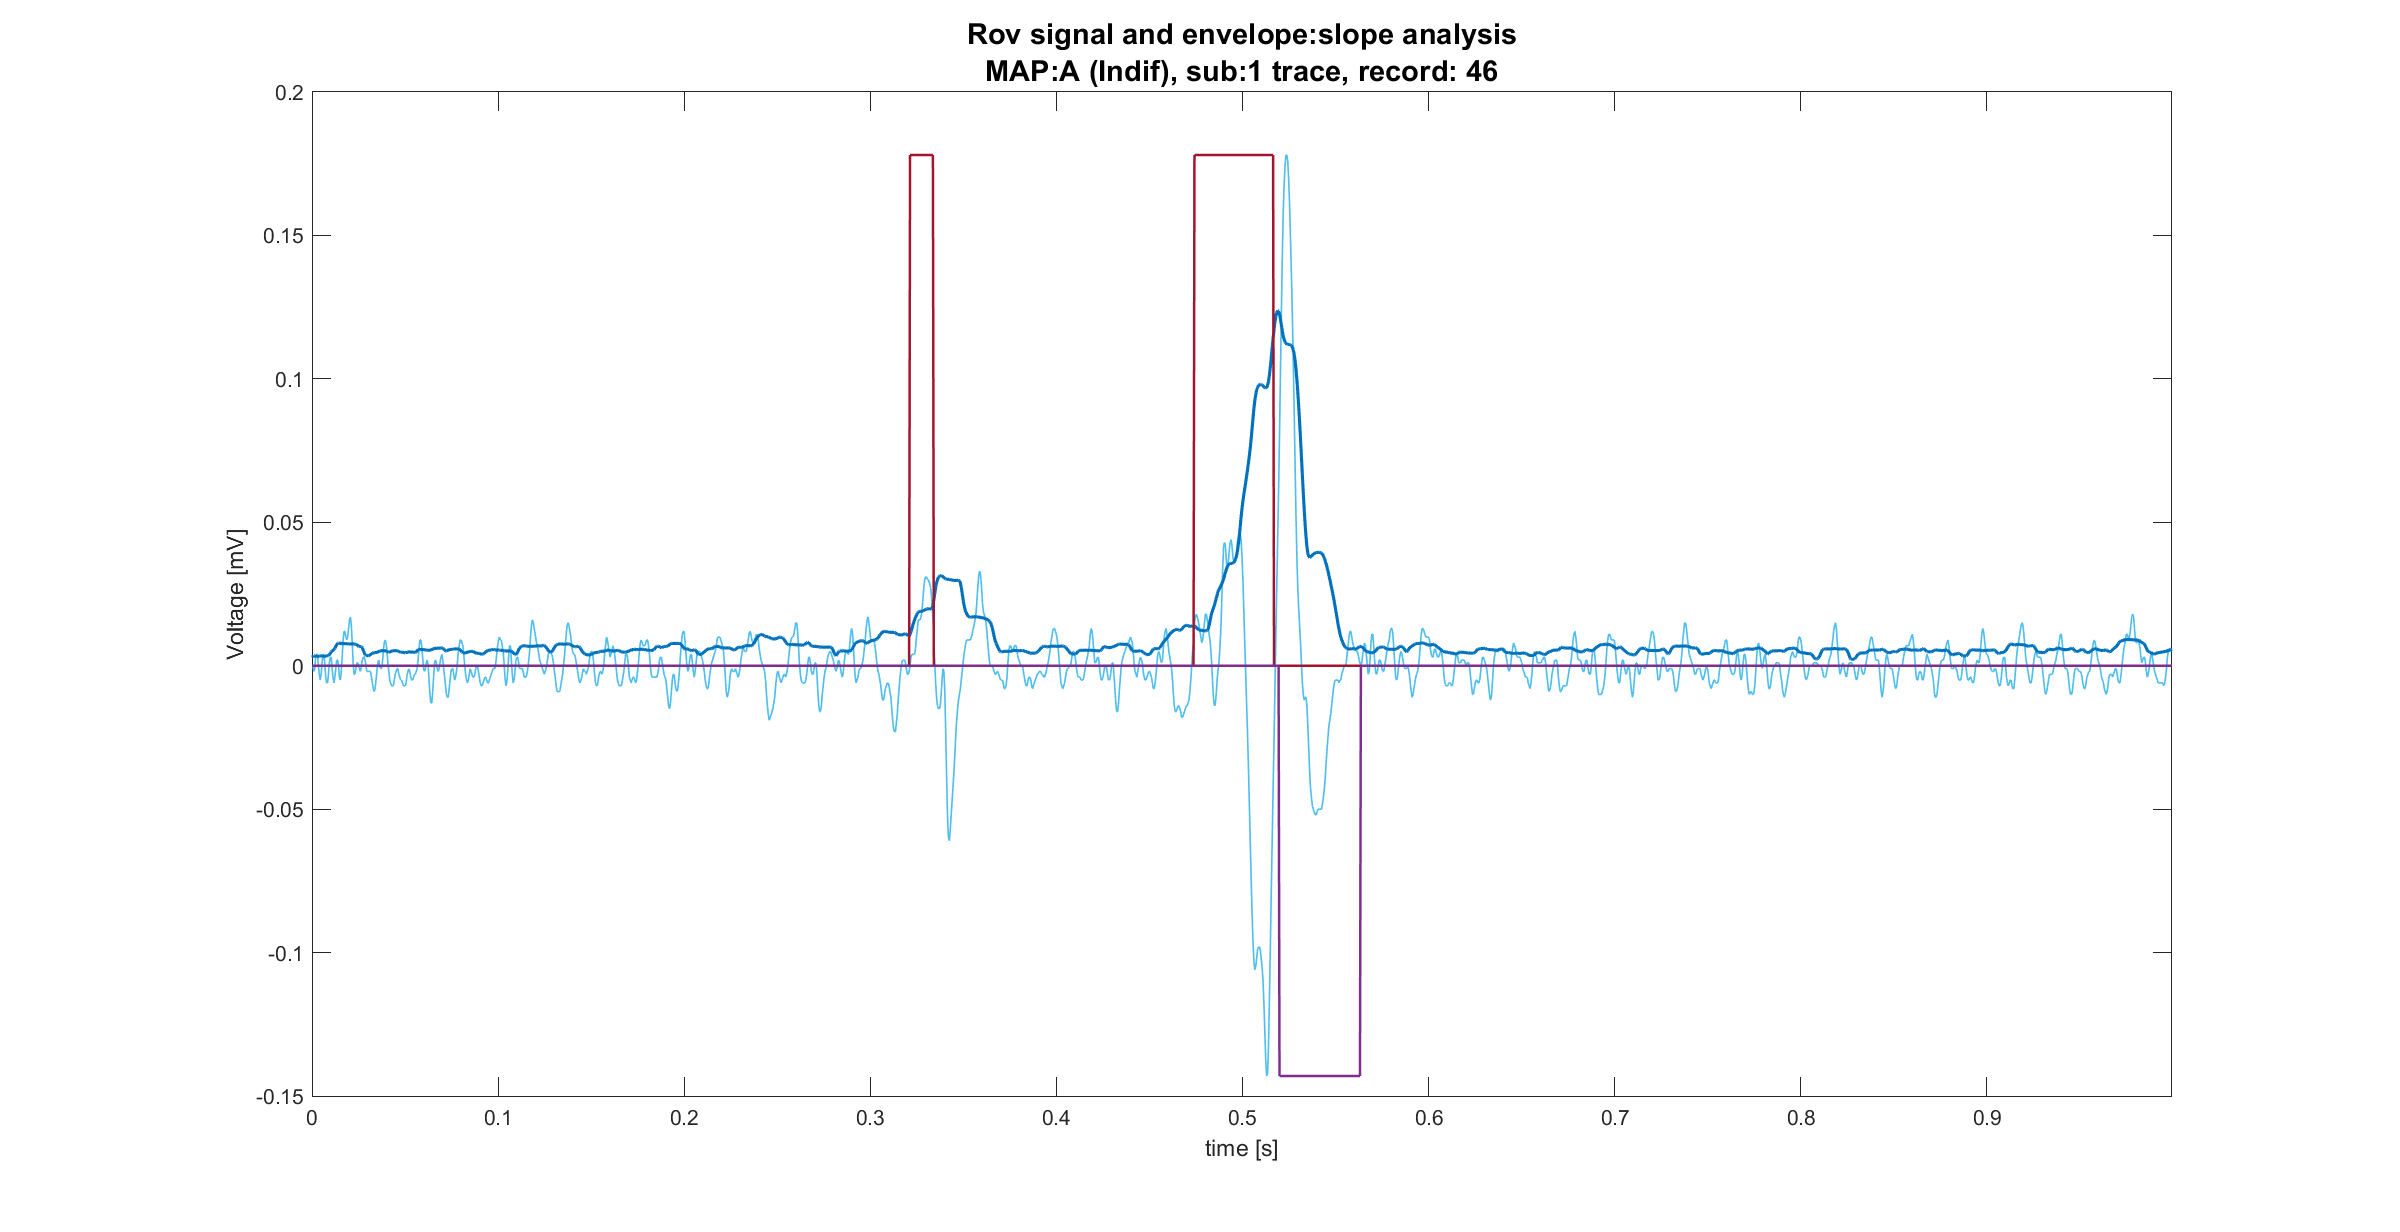 Rov signal and envelope:slope analysis
MAP:A (Indif), sub:1 trace, record: 46
0.2
0.15
0.1
0.05
0
-0.05
-0.1
-0.15
Voltage [mV]
0 0.1 0.2 0.3 0.4 0.5 0.6 0.7 0.8 0.9
time [s]